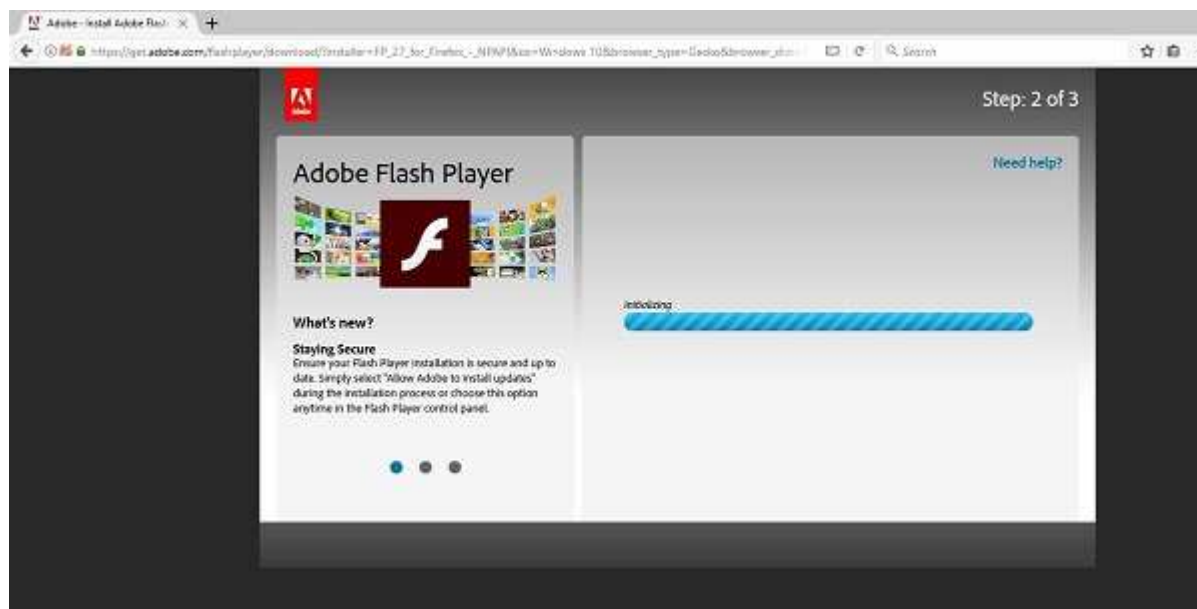 Adobe - Install Adobe Flash
https://get.adobe.com/flashplayer/download/?installer=FP_27_for_Firefox_-_NPAPI&os=Windows 10&browser_type=Gecko&browser_dist
Search
Step: 2 of 3
Adobe Flash Player
Need help?
Initializing
What's new?
Staying Secure
Ensure your Flash Player installation is secure and up to
date. Simply select "Allow Adobe to install updates"
during the installation process or choose this option
anytime in the Flash Player control panel.